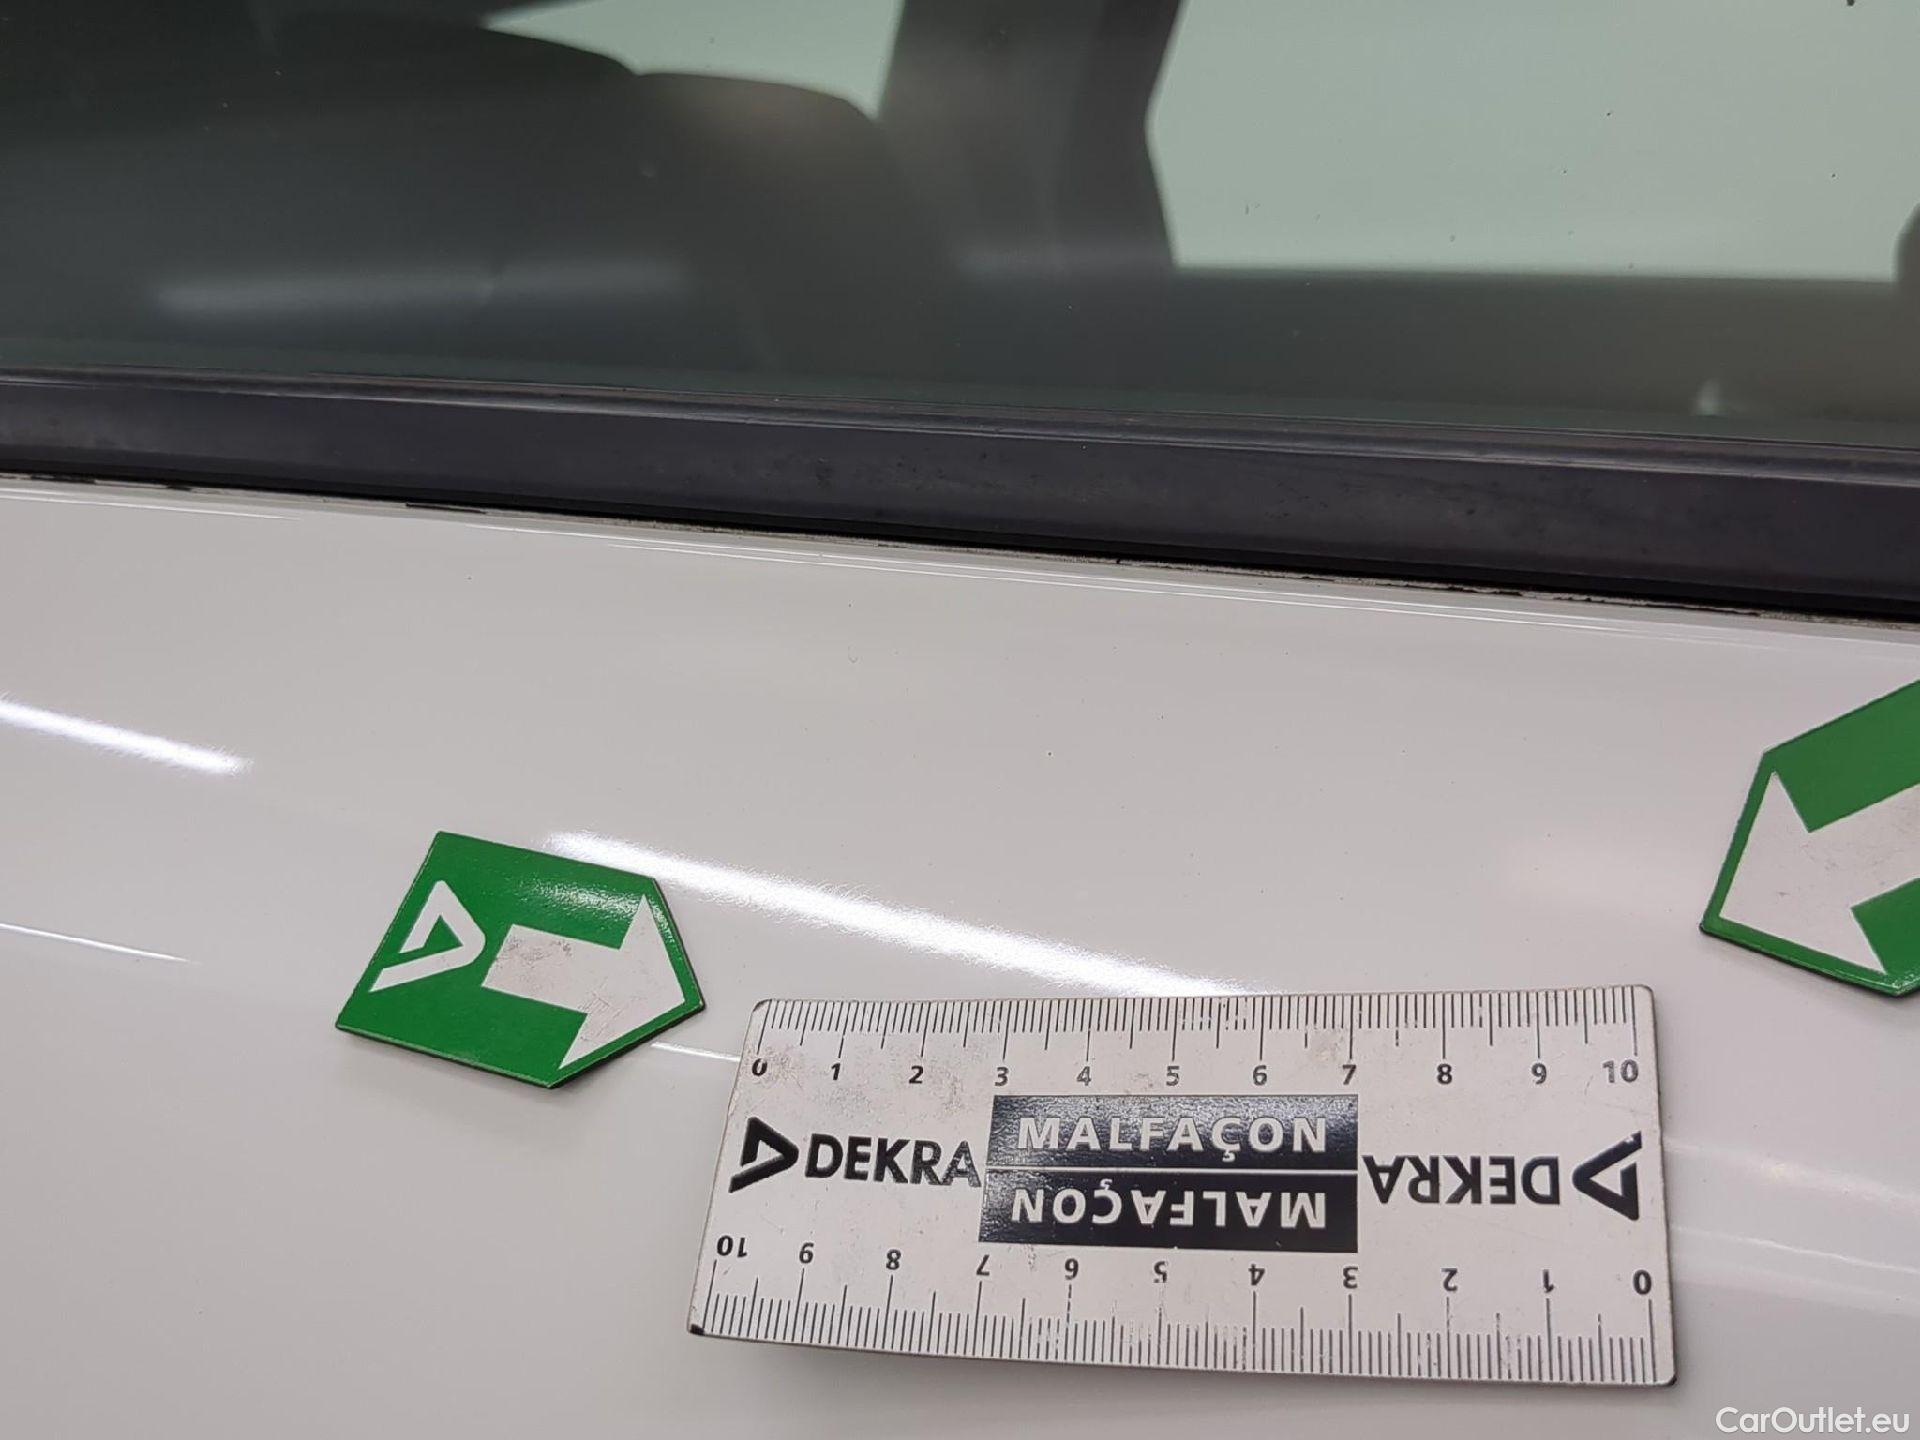 0 1 2 3 4 5 6 7 8 9 10
DEKRA MALFAÇON
MALFAÇON DEKRA
10 9 8 7 6 5 4 3 2 1 0
CarOutlet.eu